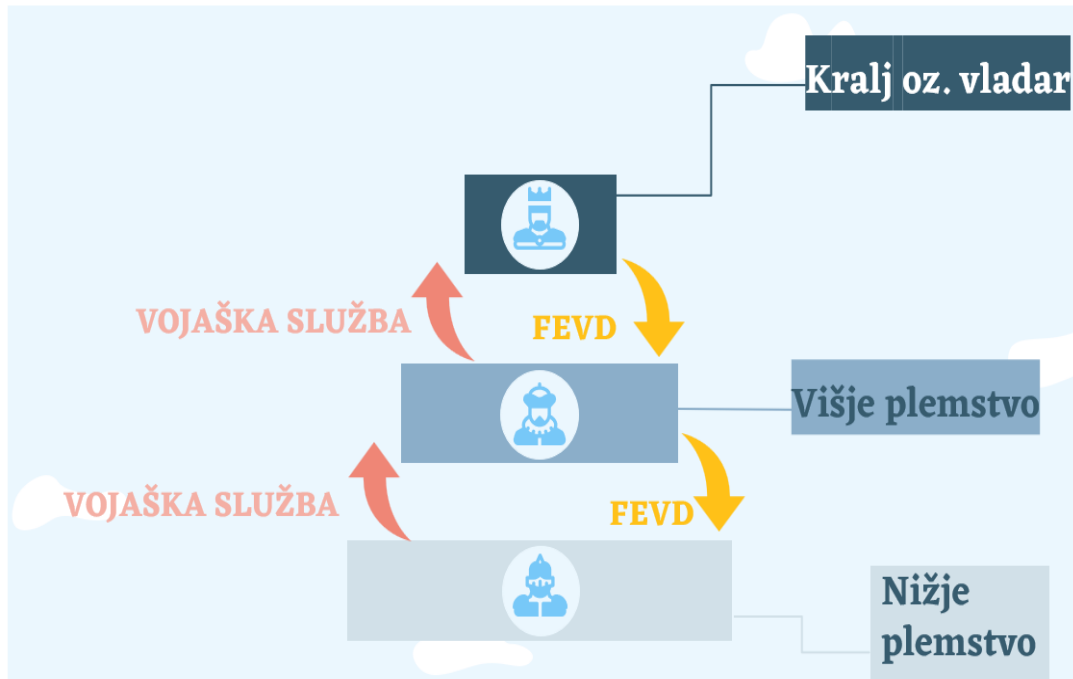 Kralj oz. vladar
VOJAŠKA SLUŽBA
FEVD
Višje plemstvo
VOJAŠKA SLUŽBA
FEVD
Nižje
plemstvo